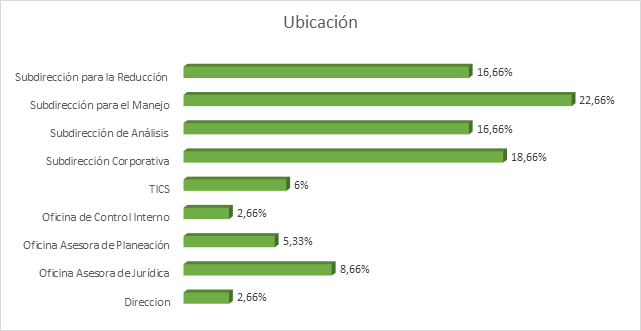 Ubicación
Subdirección para la Reducción 16,66%
Subdirección para el Manejo 22,66%
Subdirección de Análisis 16,66%
Subdirección Corporativa 18,66%
TICS 6%
Oficina de Control Interno 2,66%
Oficina Asesora de Planeación 5,33%
Oficina Asesora de Jurídica 8,66%
Direccion 2,66%